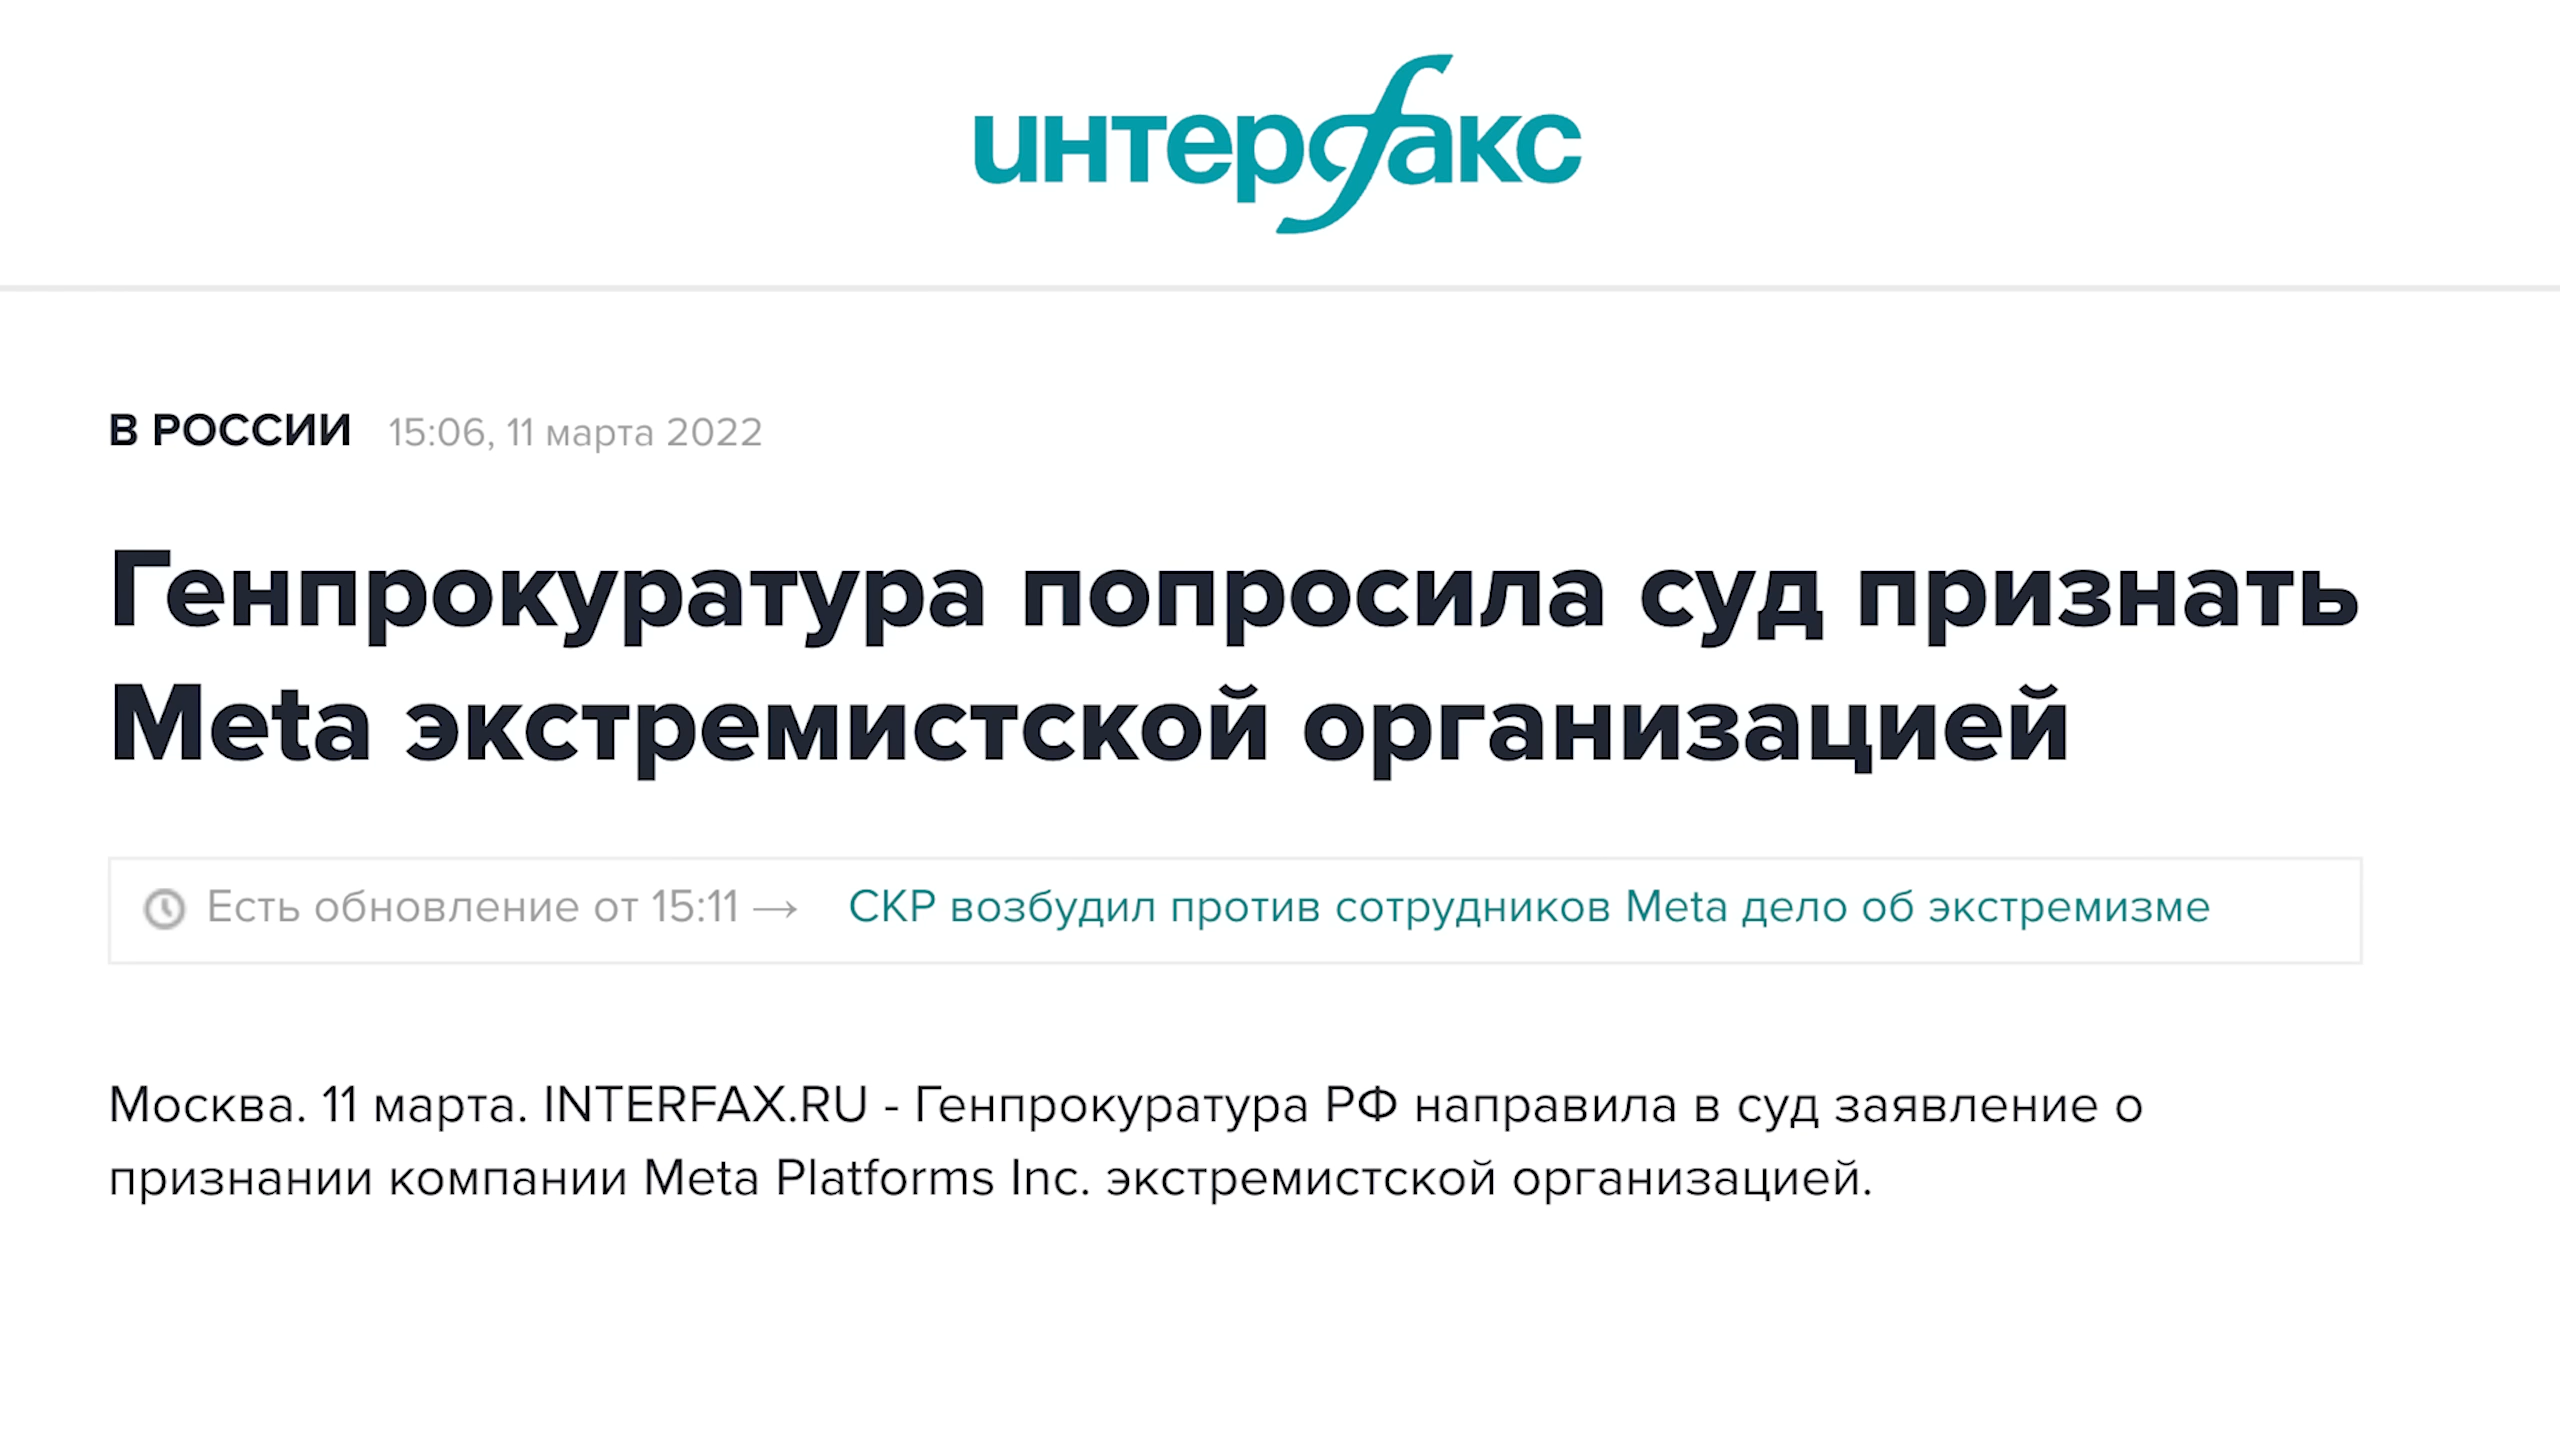 интерфакс
В РОССИИ 15:06, 11 марта 2022
Генпрокуратура попросила суд признать
Meta экстремистской организацией
Есть обновление от 15:11 → СКР возбудил против сотрудников Meta дело об экстремизме
Москва. 11 марта. INTERFAX.RU - Генпрокуратура РФ направила в суд заявление о
признании компании Meta Platforms Inc. экстремистской организацией.